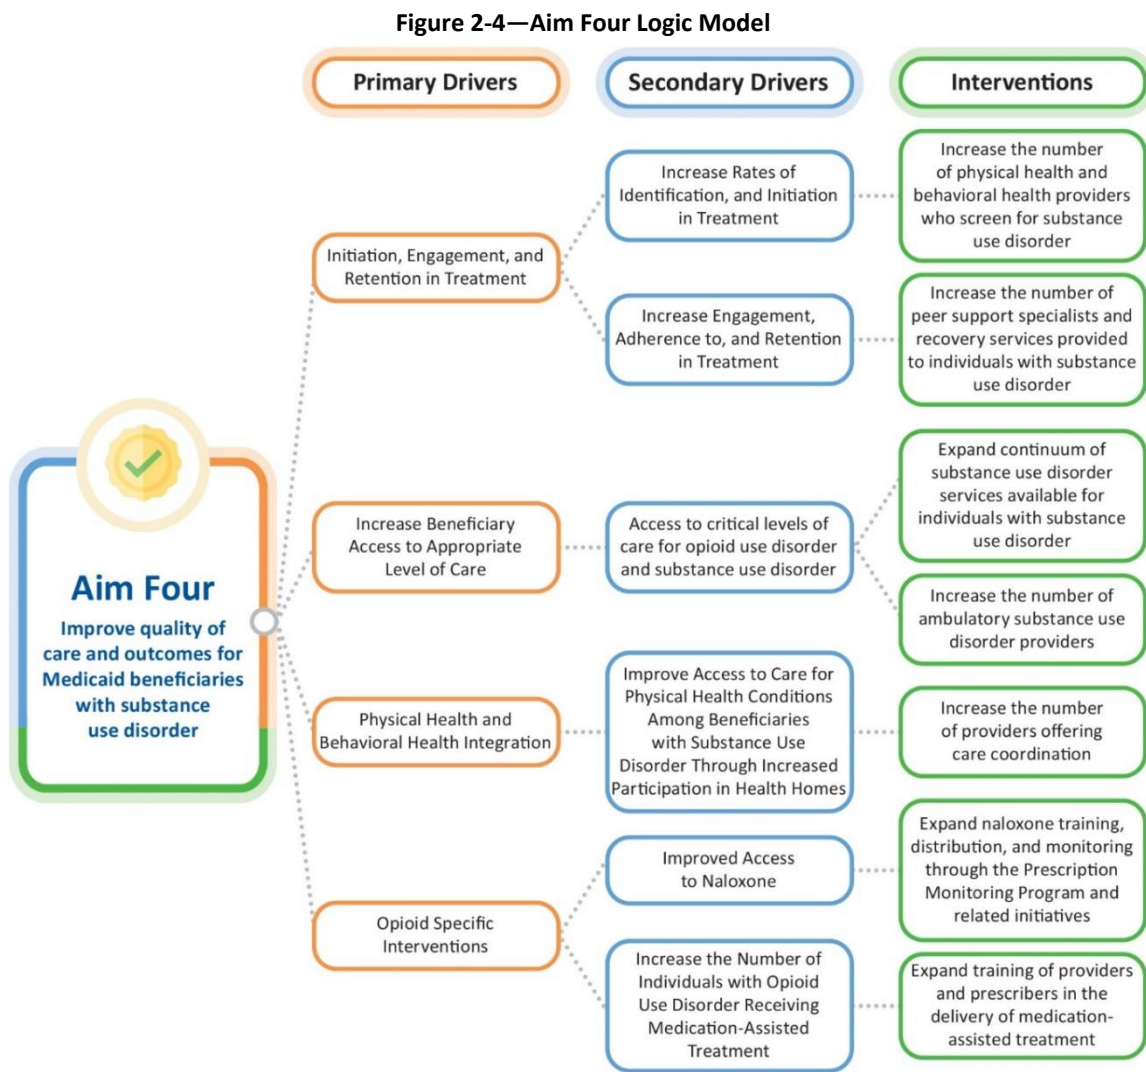 Figure 2-4—Aim Four Logic Model
Primary Drivers
Secondary Drivers
Interventions
Aim Four
Improve quality of
care and outcomes for
Medicaid beneficiaries
with substance
use disorder
Initiation, Engagement, and
Retention in Treatment
Increase Rates of
Identification, and Initiation
in Treatment
Increase the number
of physical health and
behavioral health providers
who screen for substance
use disorder
Increase Engagement,
Adherence to, and Retention
in Treatment
Increase the number of
peer support specialists and
recovery services provided
to individuals with substance
use disorder
Increase Beneficiary
Access to Appropriate
Level of Care
Access to critical levels of
care for opioid use disorder
and substance use disorder
Expand continuum of
substance use disorder
services available for
individuals with substance
use disorder
Increase the number of
ambulatory substance use
disorder providers
Physical Health and
Behavioral Health Integration
Improve Access to Care for
Physical Health Conditions
Among Beneficiaries
with Substance Use
Disorder Through Increased
Participation in Health Homes
Increase the number
of providers offering
care coordination
Opioid Specific
Interventions
Improved Access
to Naloxone
Expand naloxone training,
distribution, and monitoring
through the Prescription
Monitoring Program and
related initiatives
Increase the Number of
Individuals with Opioid
Use Disorder Receiving
Medication-Assisted
Treatment
Expand training of providers
and prescribers in the
delivery of medication-
assisted treatment